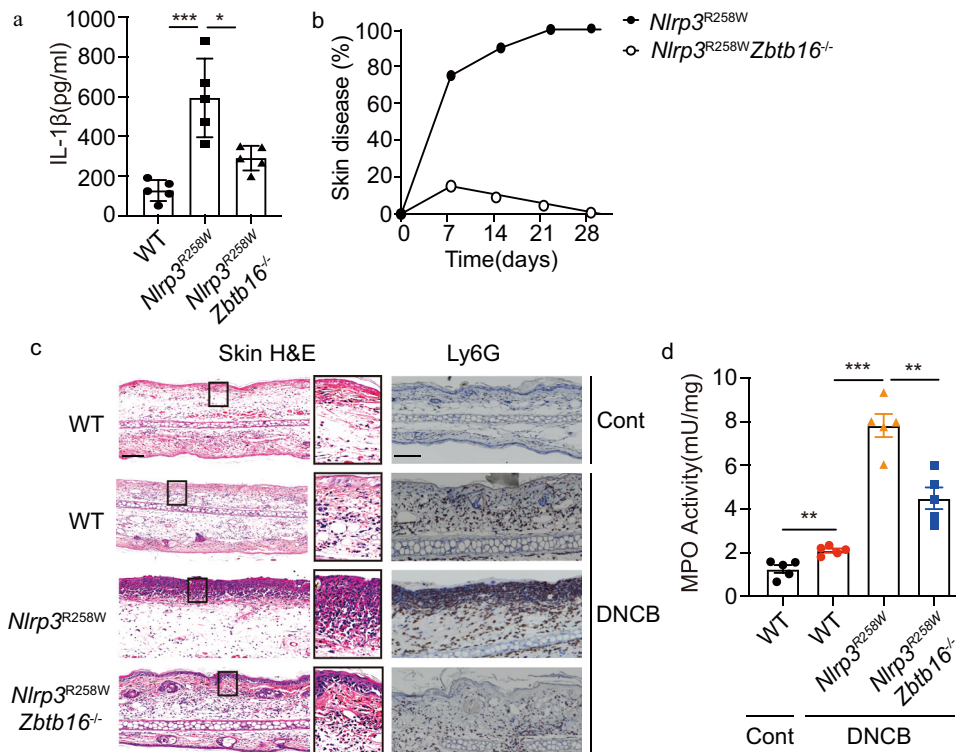 a
***
*
IL-1β(pg/ml)
1000
800
600
400
200
0
WT
Nlrp3R258W
Nlrp3R258W
Zbtb16-/-
b
Skin disease (%)
100
80
60
40
20
0
0 7 14 21 28
Time(days)
Nlrp3R258W
Nlrp3R258WZbtb16-/-
c
Skin H&E
Ly6G
WT
Cont
WT
Nlrp3R258W
DNCB
Nlrp3R258W
Zbtb16-/-
d
***
**
**
MPO Activity(mU/mg)
10
8
6
4
2
0
WT
WT
Nlrp3R258W
Nlrp3R258W
Zbtb16-/-
Cont
DNCB